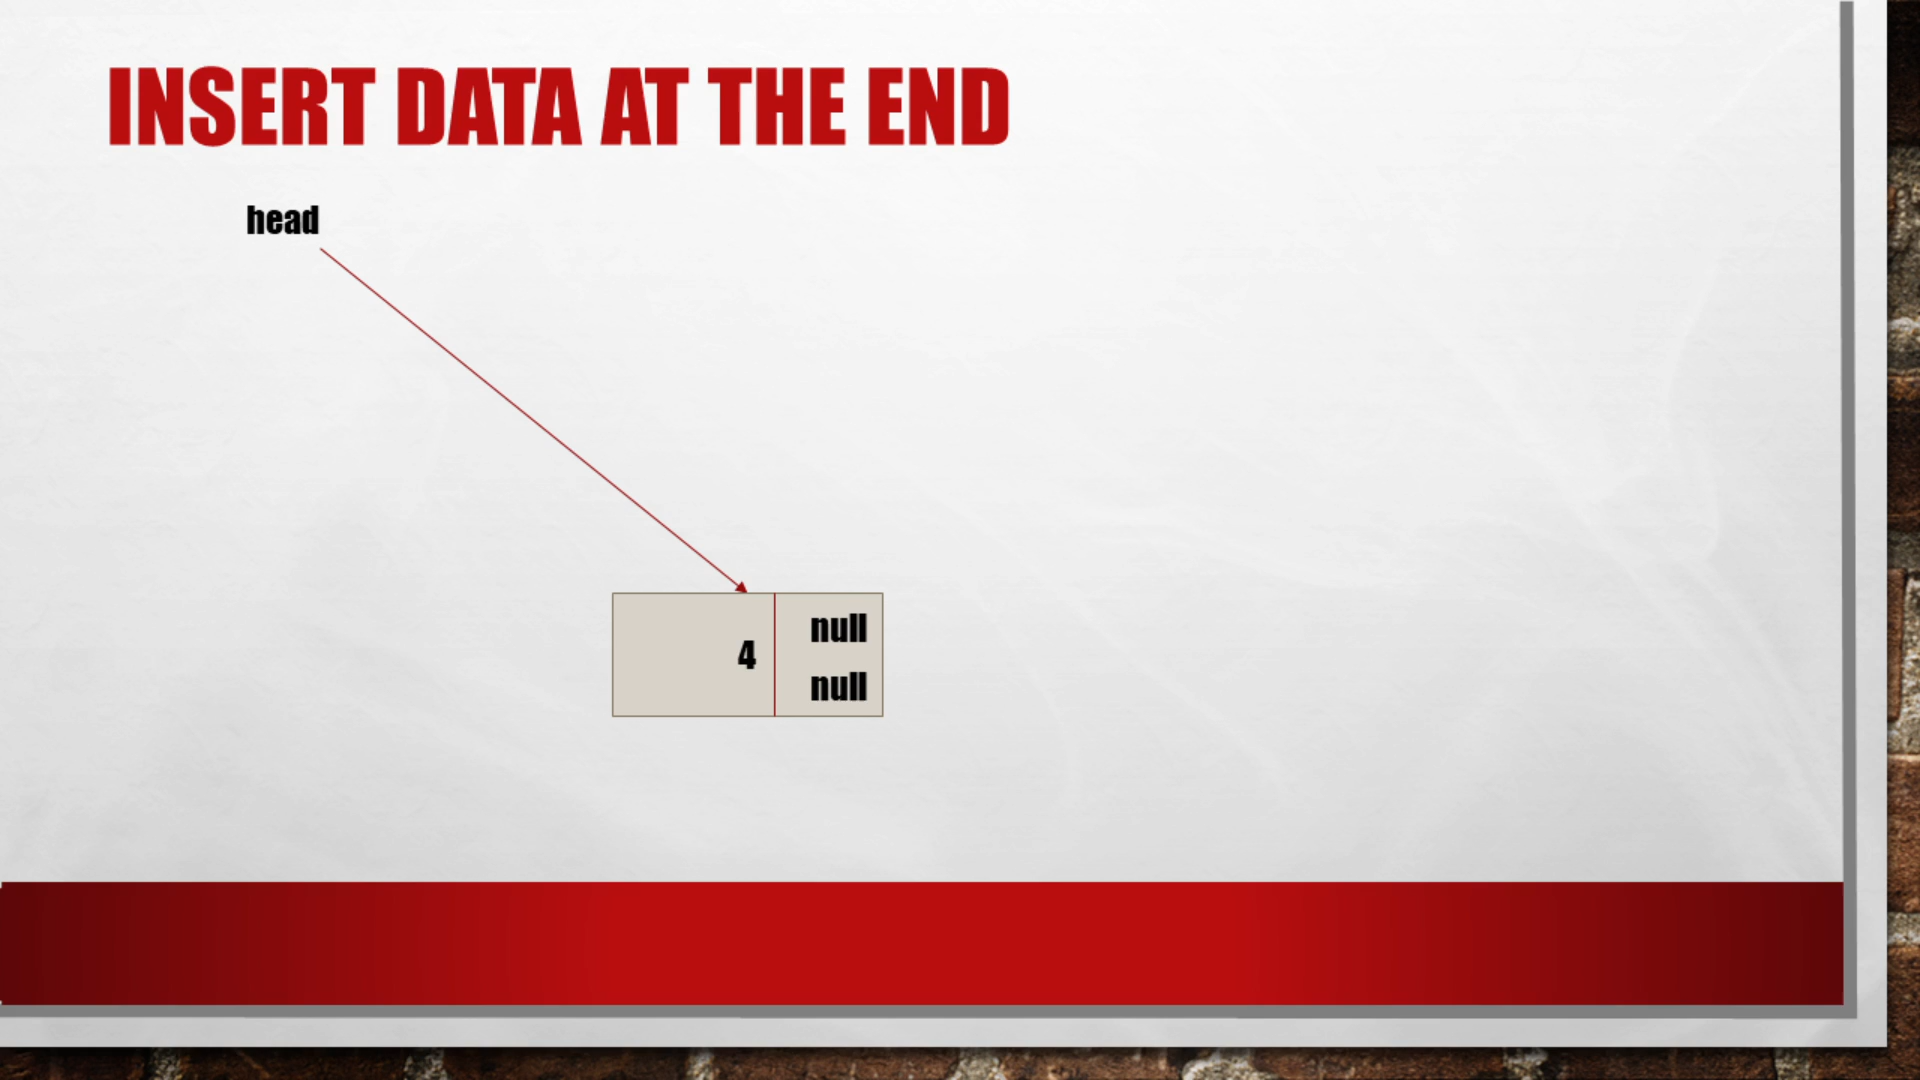 INSERT DATA AT THE END
head
4
null
null